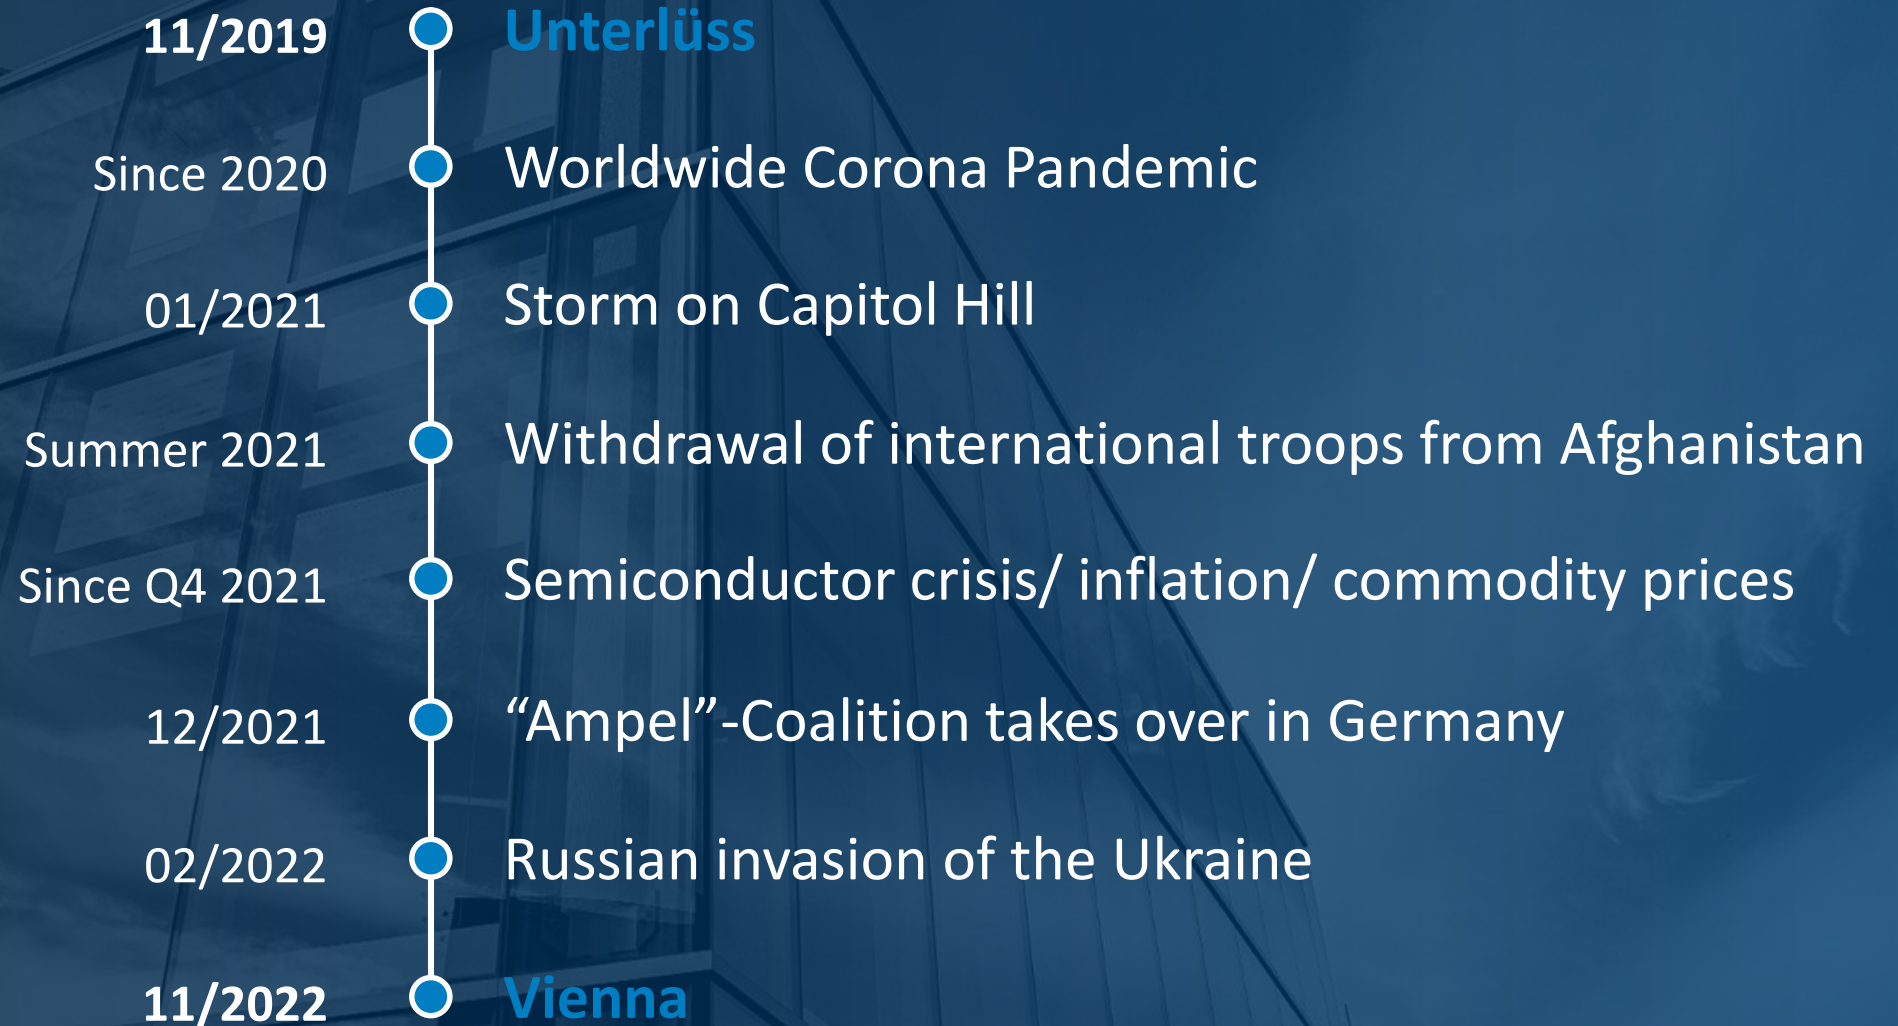 11/2019 Unterlüss
Since 2020 Worldwide Corona Pandemic
01/2021 Storm on Capitol Hill
Summer 2021 Withdrawal of international troops from Afghanistan
Since Q4 2021 Semiconductor crisis/ inflation/ commodity prices
12/2021 “Ampel”-Coalition takes over in Germany
02/2022 Russian invasion of the Ukraine
11/2022 Vienna